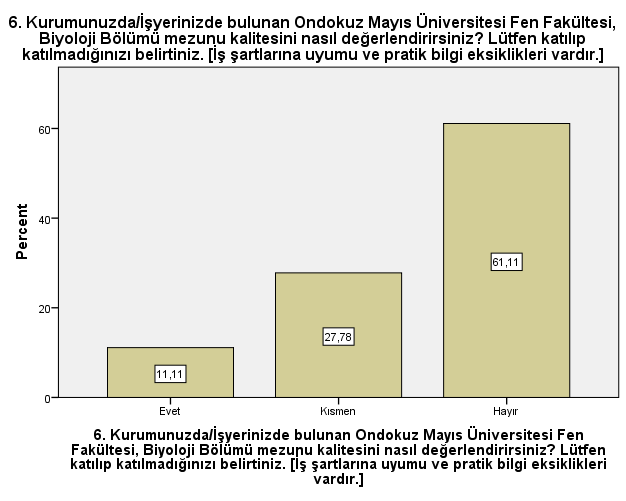 6. Kurumunuzda/İşyerinizde bulunan Ondokuz Mayıs Üniversitesi Fen Fakültesi,
Biyoloji Bölümü mezunu kalitesini nasıl değerlendirirsiniz? Lütfen katılıp
katılmadığınızı belirtiniz. [İş şartlarına uyumu ve pratik bilgi eksiklikleri vardır.]
Percent
60
40
20
0
11,11
27,78
61,11
Evet
Kısmen
Hayır
6. Kurumunuzda/İşyerinizde bulunan Ondokuz Mayıs Üniversitesi Fen
Fakültesi, Biyoloji Bölümü mezunu kalitesini nasıl değerlendirirsiniz? Lütfen
katılıp katılmadığınızı belirtiniz. [İş şartlarına uyumu ve pratik bilgi eksiklikleri
vardır.]